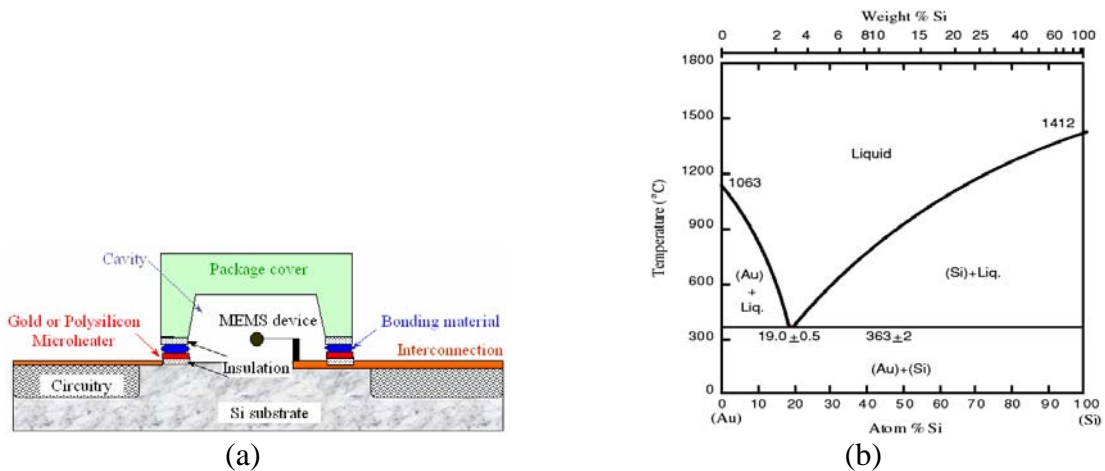 Cavity
Package cover
MEMS device
Gold or Polysilicon
Microheater
Bonding material
Interconnection
Insulation
Circuitry
Si substrate
(a)
Weight % Si
0 2 4 6 810 15 20 25 40 60 100
Temperature (°C)
1800
1500
1200
900
600
300
0
1412
Liquid
1063
(Au)
+
Liq.
(Si)+Liq.
19.0 ±0.5 363±2
(Au)+(Si)
0 10 20 30 40 50 60 70 80 90 100
(Au) (Si)
Atom % Si
(b)